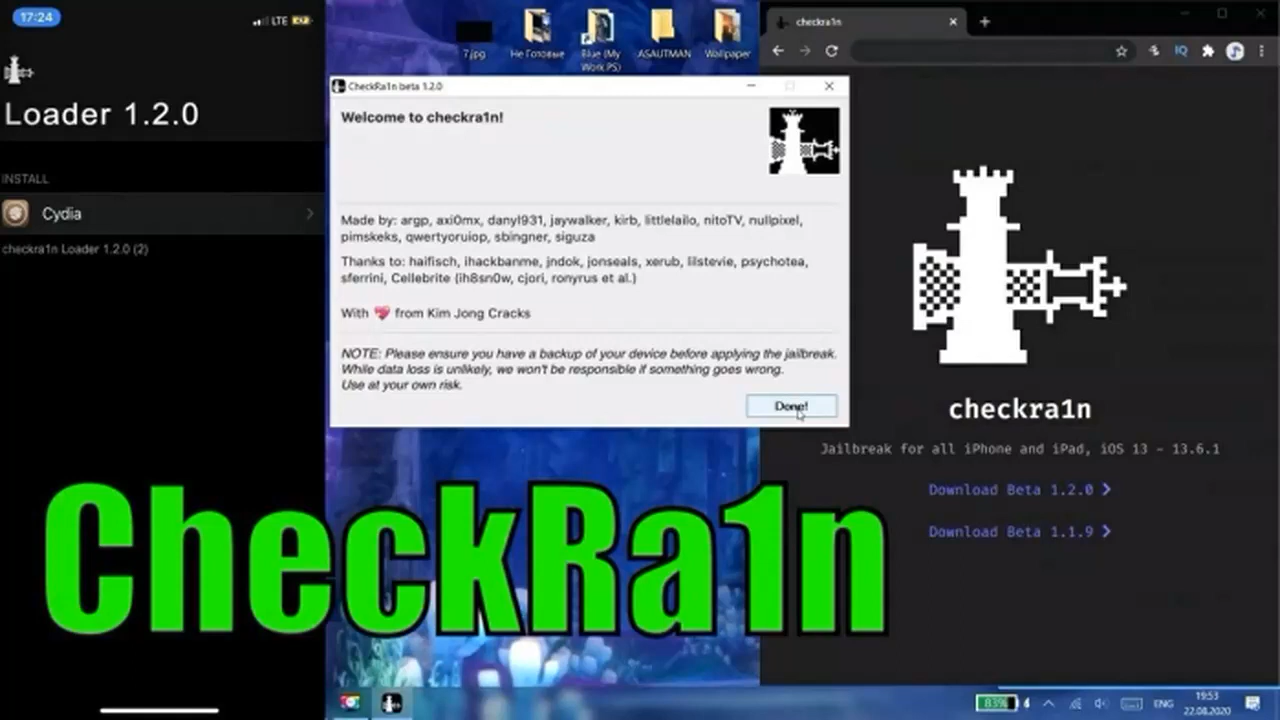 17:24
LTE
Loader 1.2.0
INSTALL
Cydia
checkra1n Loader 1.2.0 (2)
7.jpg
Не Готовые
Blue (My
Work PS)
ASAUTMAN
Wallpaper
CheckRa1n beta 1.2.0
Welcome to checkra1n!
Made by: argp, axi0mx, danyl931, jaywalker, kirb, littlelailo, nitoTV, nullpixel,
pimskeks, qwertyoruiop, sbingner, siguza
Thanks to: haifisch, ihackbanme, jndok, jonseals, xerub, lilstevie, psychotea,
sferrini, Cellebrite (ih8sn0w, cjori, ronyrus et al.)
With 💖 from Kim Jong Cracks
NOTE: Please ensure you have a backup of your device before applying the jailbreak.
While data loss is unlikely, we won't be responsible if something goes wrong.
Use at your own risk.
Done!
checkra1n
IQ
checkra1n
Jailbreak for all iPhone and iPad, iOS 13 - 13.6.1
Download Beta 1.2.0 >
Download Beta 1.1.9 >
CheckRa1n
83%
ENG
19:53
22.08.2020